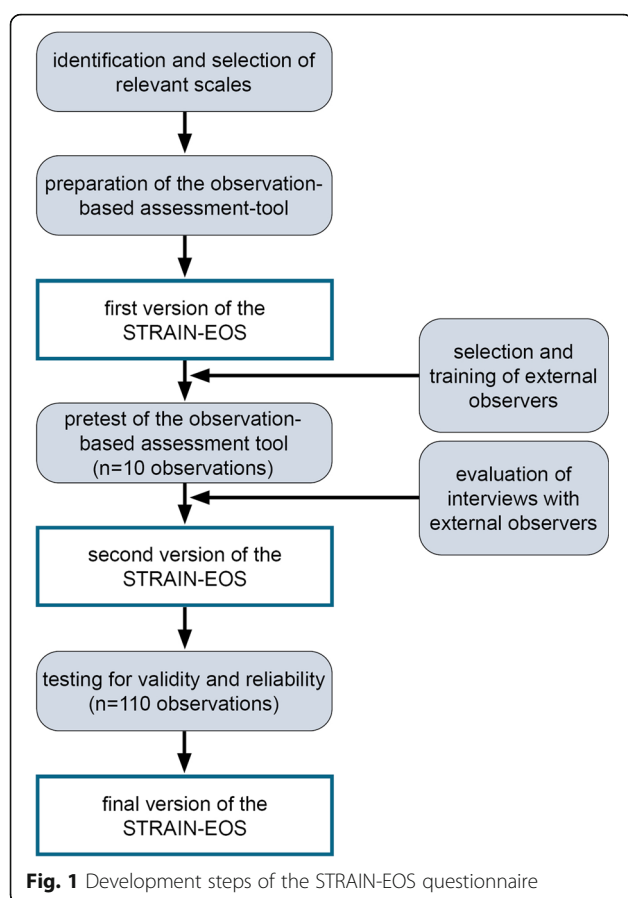 identification and selection of
relevant scales
preparation of the observation-
based assessment-tool
first version of the
STRAIN-EOS
selection and
training of external
observers
pretest of the observation-
based assessment tool
(n=10 observations)
evaluation of
interviews with
external observers
second version of the
STRAIN-EOS
testing for validity and reliability
(n=110 observations)
final version of the
STRAIN-EOS
Fig. 1 Development steps of the STRAIN-EOS questionnaire